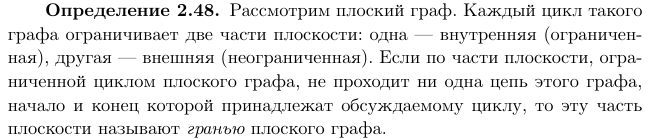 Определение 2.48. Рассмотрим плоский граф. Каждый цикл такого
графа ограничивает две части плоскости: одна — внутренняя (ограничен-
ная), другая — внешняя (неограниченная). Если по части плоскости, огра-
ниченной циклом плоского графа, не проходит ни одна цепь этого графа,
начало и конец которой принадлежат обсуждаемому циклу, то эту часть
плоскости называют гранью плоского графа.